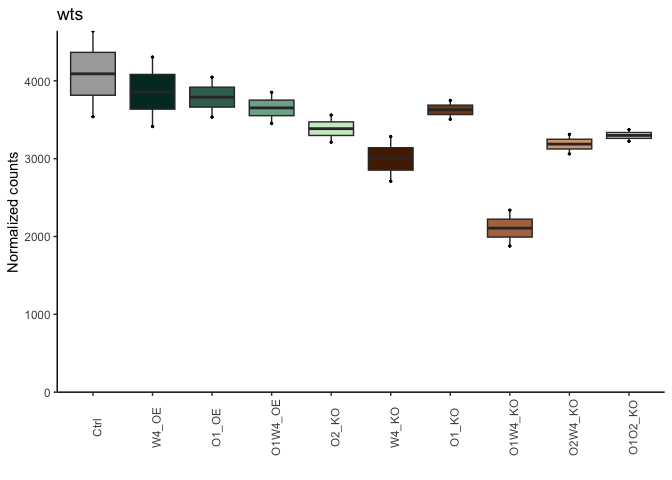 wts
Normalized counts
4000
3000
2000
1000
0
Ctrl
W4_OE
O1_OE
O1W4_OE
O2_KO
W4_KO
O1_KO
O1W4_KO
O2W4_KO
O1O2_KO